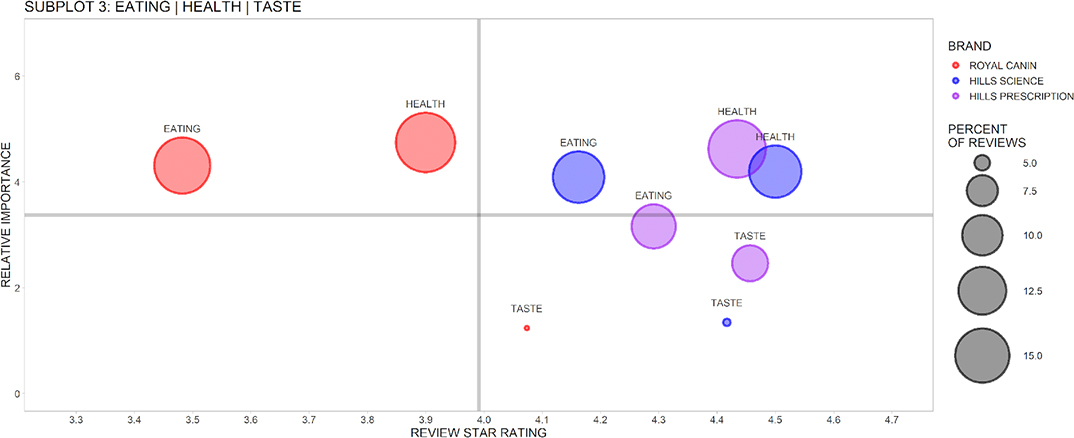 SUBPLOT 3: EATING | HEALTH | TASTE
RELATIVE IMPORTANCE
6
4
2
0
HEALTH
EATING
HEALTH
HEALTH
EATING
EATING
TASTE
TASTE
TASTE
3.3 3.4 3.5 3.6 3.7 3.8 3.9 4.0 4.1 4.2 4.3 4.4 4.5 4.6 4.7
REVIEW STAR RATING
BRAND
ROYAL CANIN
HILLS SCIENCE
HILLS PRESCRIPTION
PERCENT
OF REVIEWS
5.0
7.5
10.0
12.5
15.0